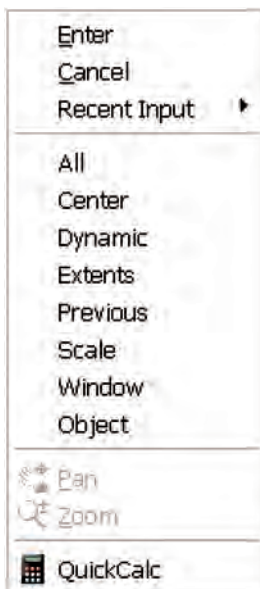 Enter
Cancel
Recent Input
All
Center
Dynamic
Extents
Previous
Scale
Window
Object
Pan
Zoom
QuickCalc